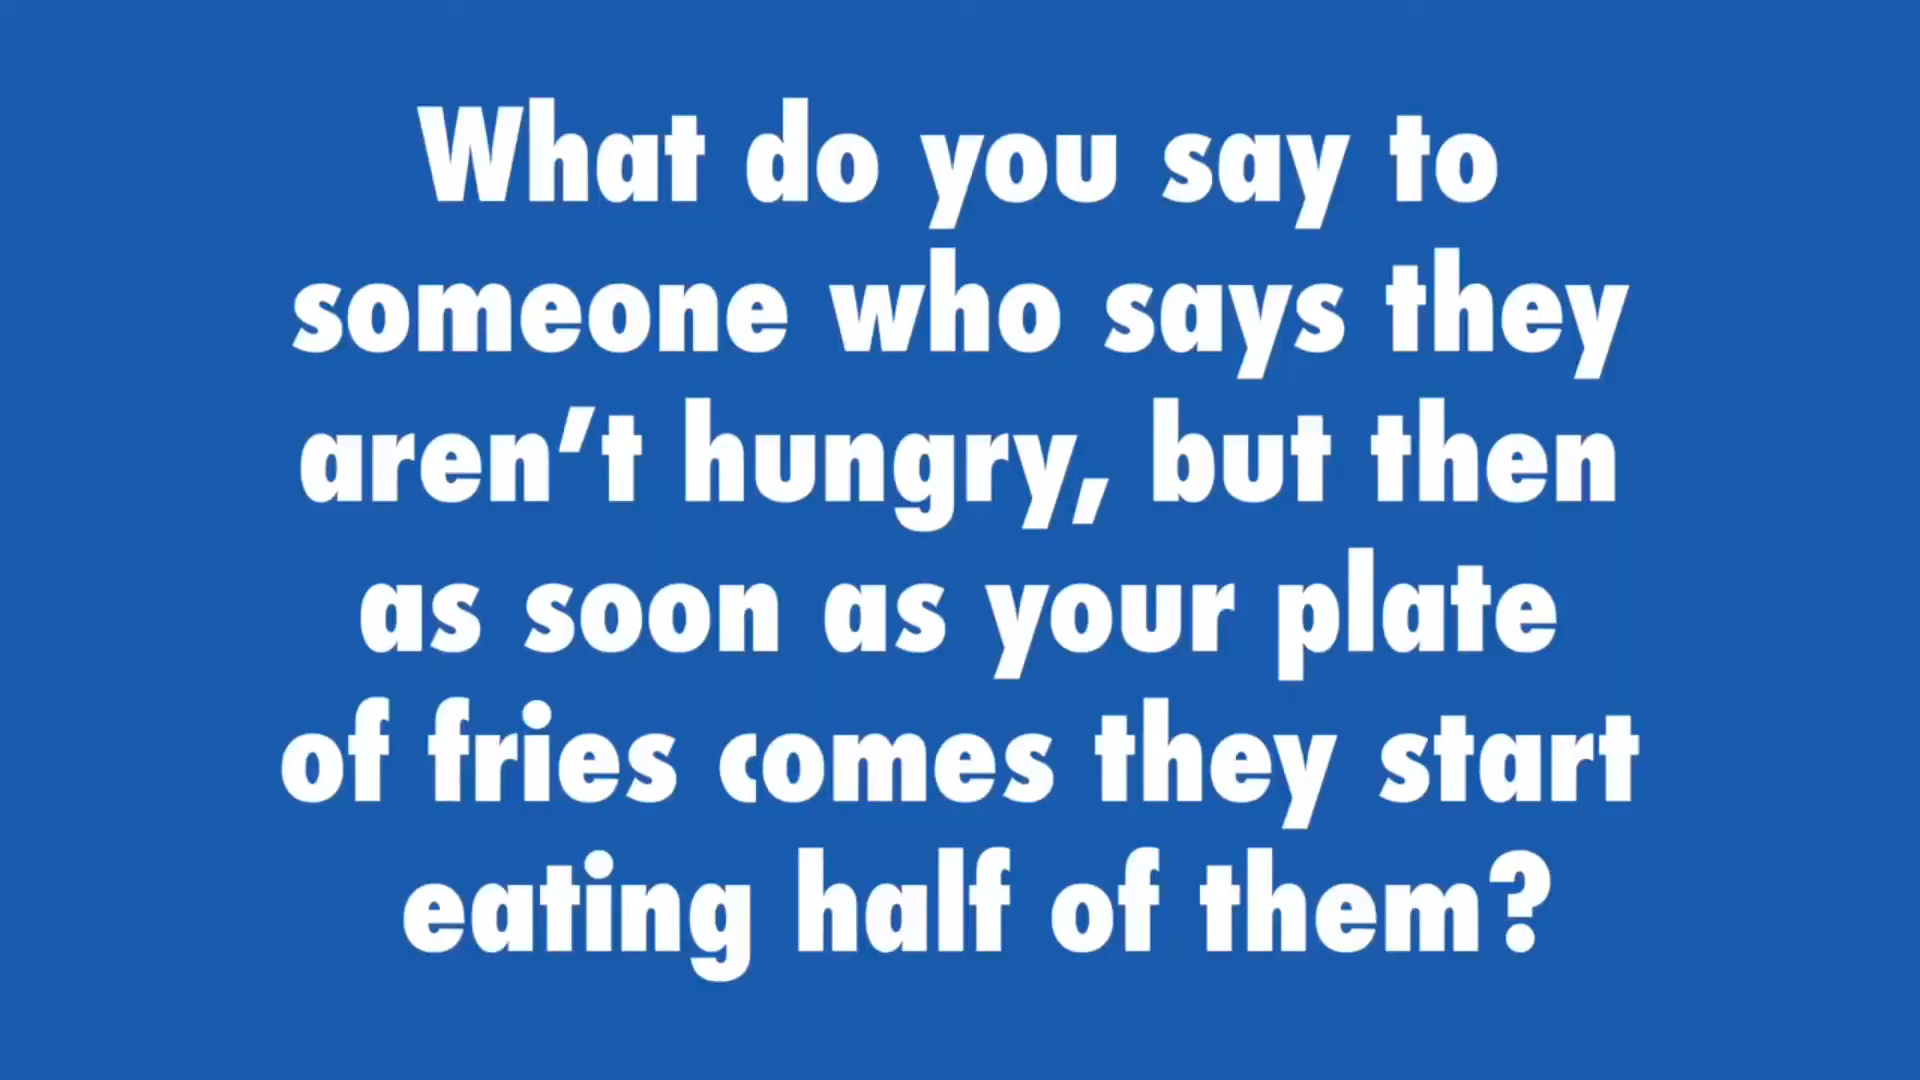 What do you say to
someone who says they
aren’t hungry, but then
as soon as your plate
of fries comes they start
eating half of them?